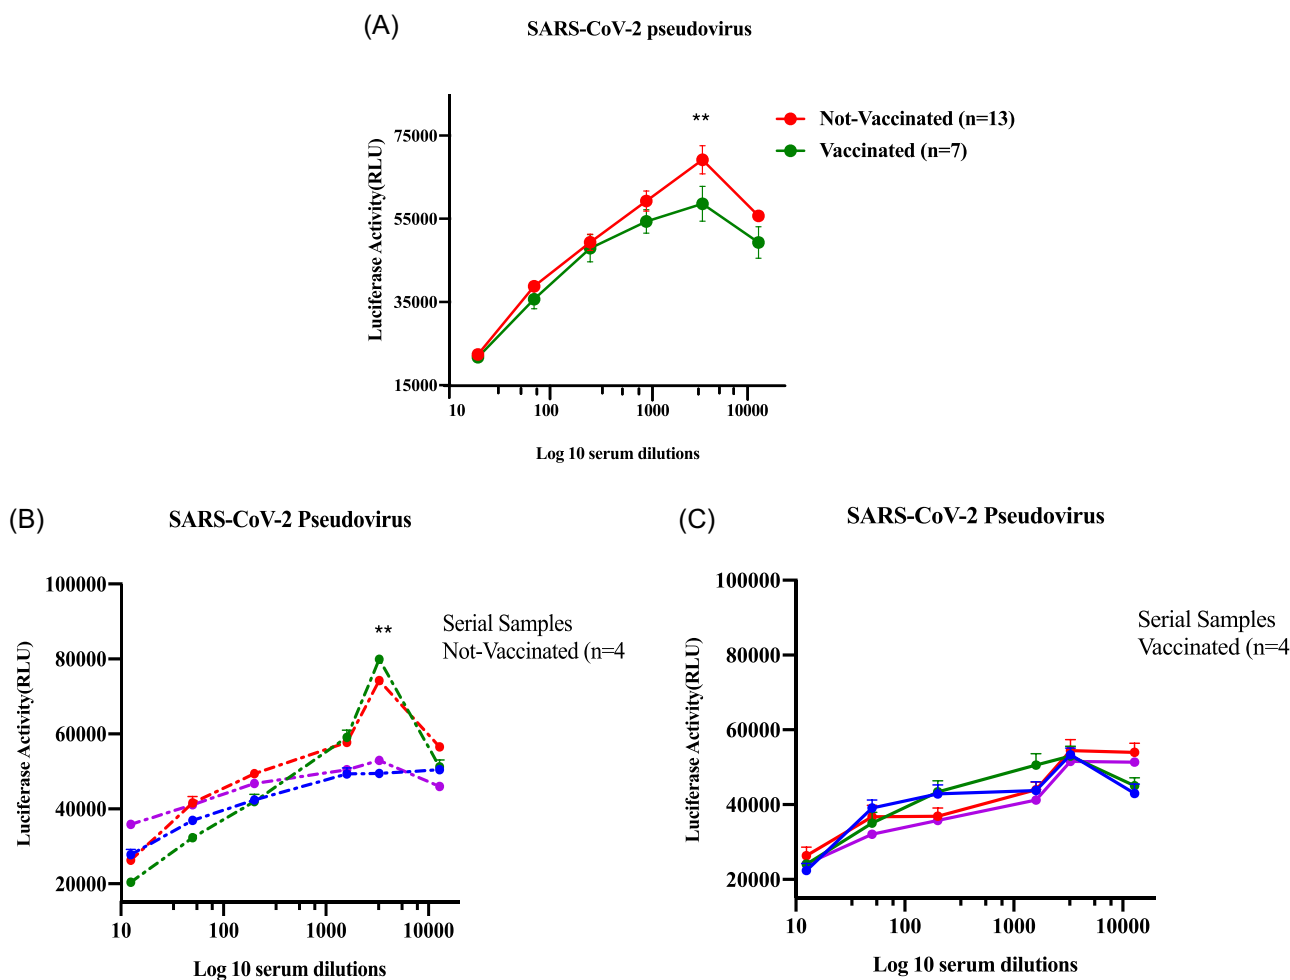 (A)
SARS-CoV-2 pseudovirus
**
Not-Vaccinated (n=13)
Vaccinated (n=7)
75000
55000
35000
15000
Luciferase Activity(RLU)
10
100
1000
10000
Log 10 serum dilutions
(B)
SARS-CoV-2 Pseudovirus
100000
80000
60000
40000
20000
Luciferase Activity(RLU)
**
Serial Samples
Not-Vaccinated (n=4
10
100
1000
10000
Log 10 serum dilutions
(C)
SARS-CoV-2 Pseudovirus
100000
80000
60000
40000
20000
Luciferase Activity(RLU)
Serial Samples
Vaccinated (n=4
10
100
1000
10000
Log 10 serum dilutions